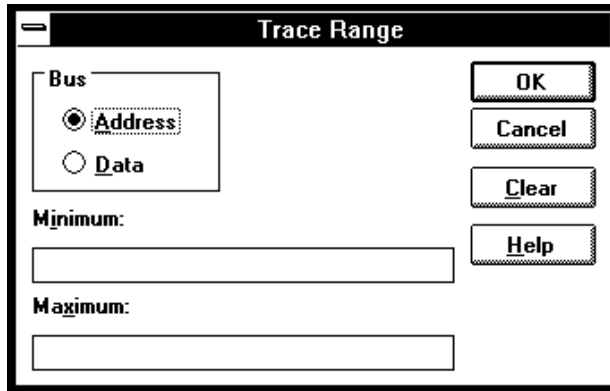 Trace Range
Bus
Address
Data
Minimum:
Maximum:
OK
Cancel
Clear
Help